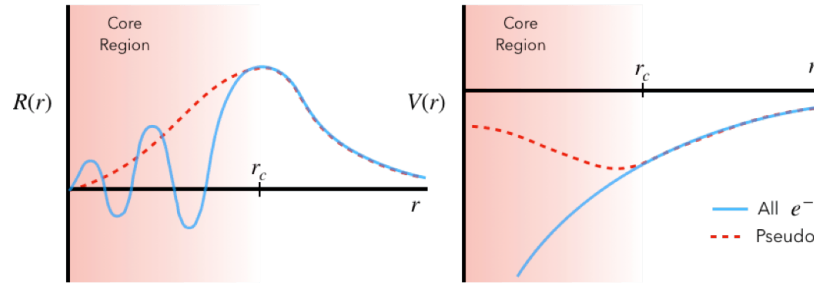 Core
Region
R(r)
r_c
r
Core
Region
r_c
r
V(r)
All e⁻
Pseudo